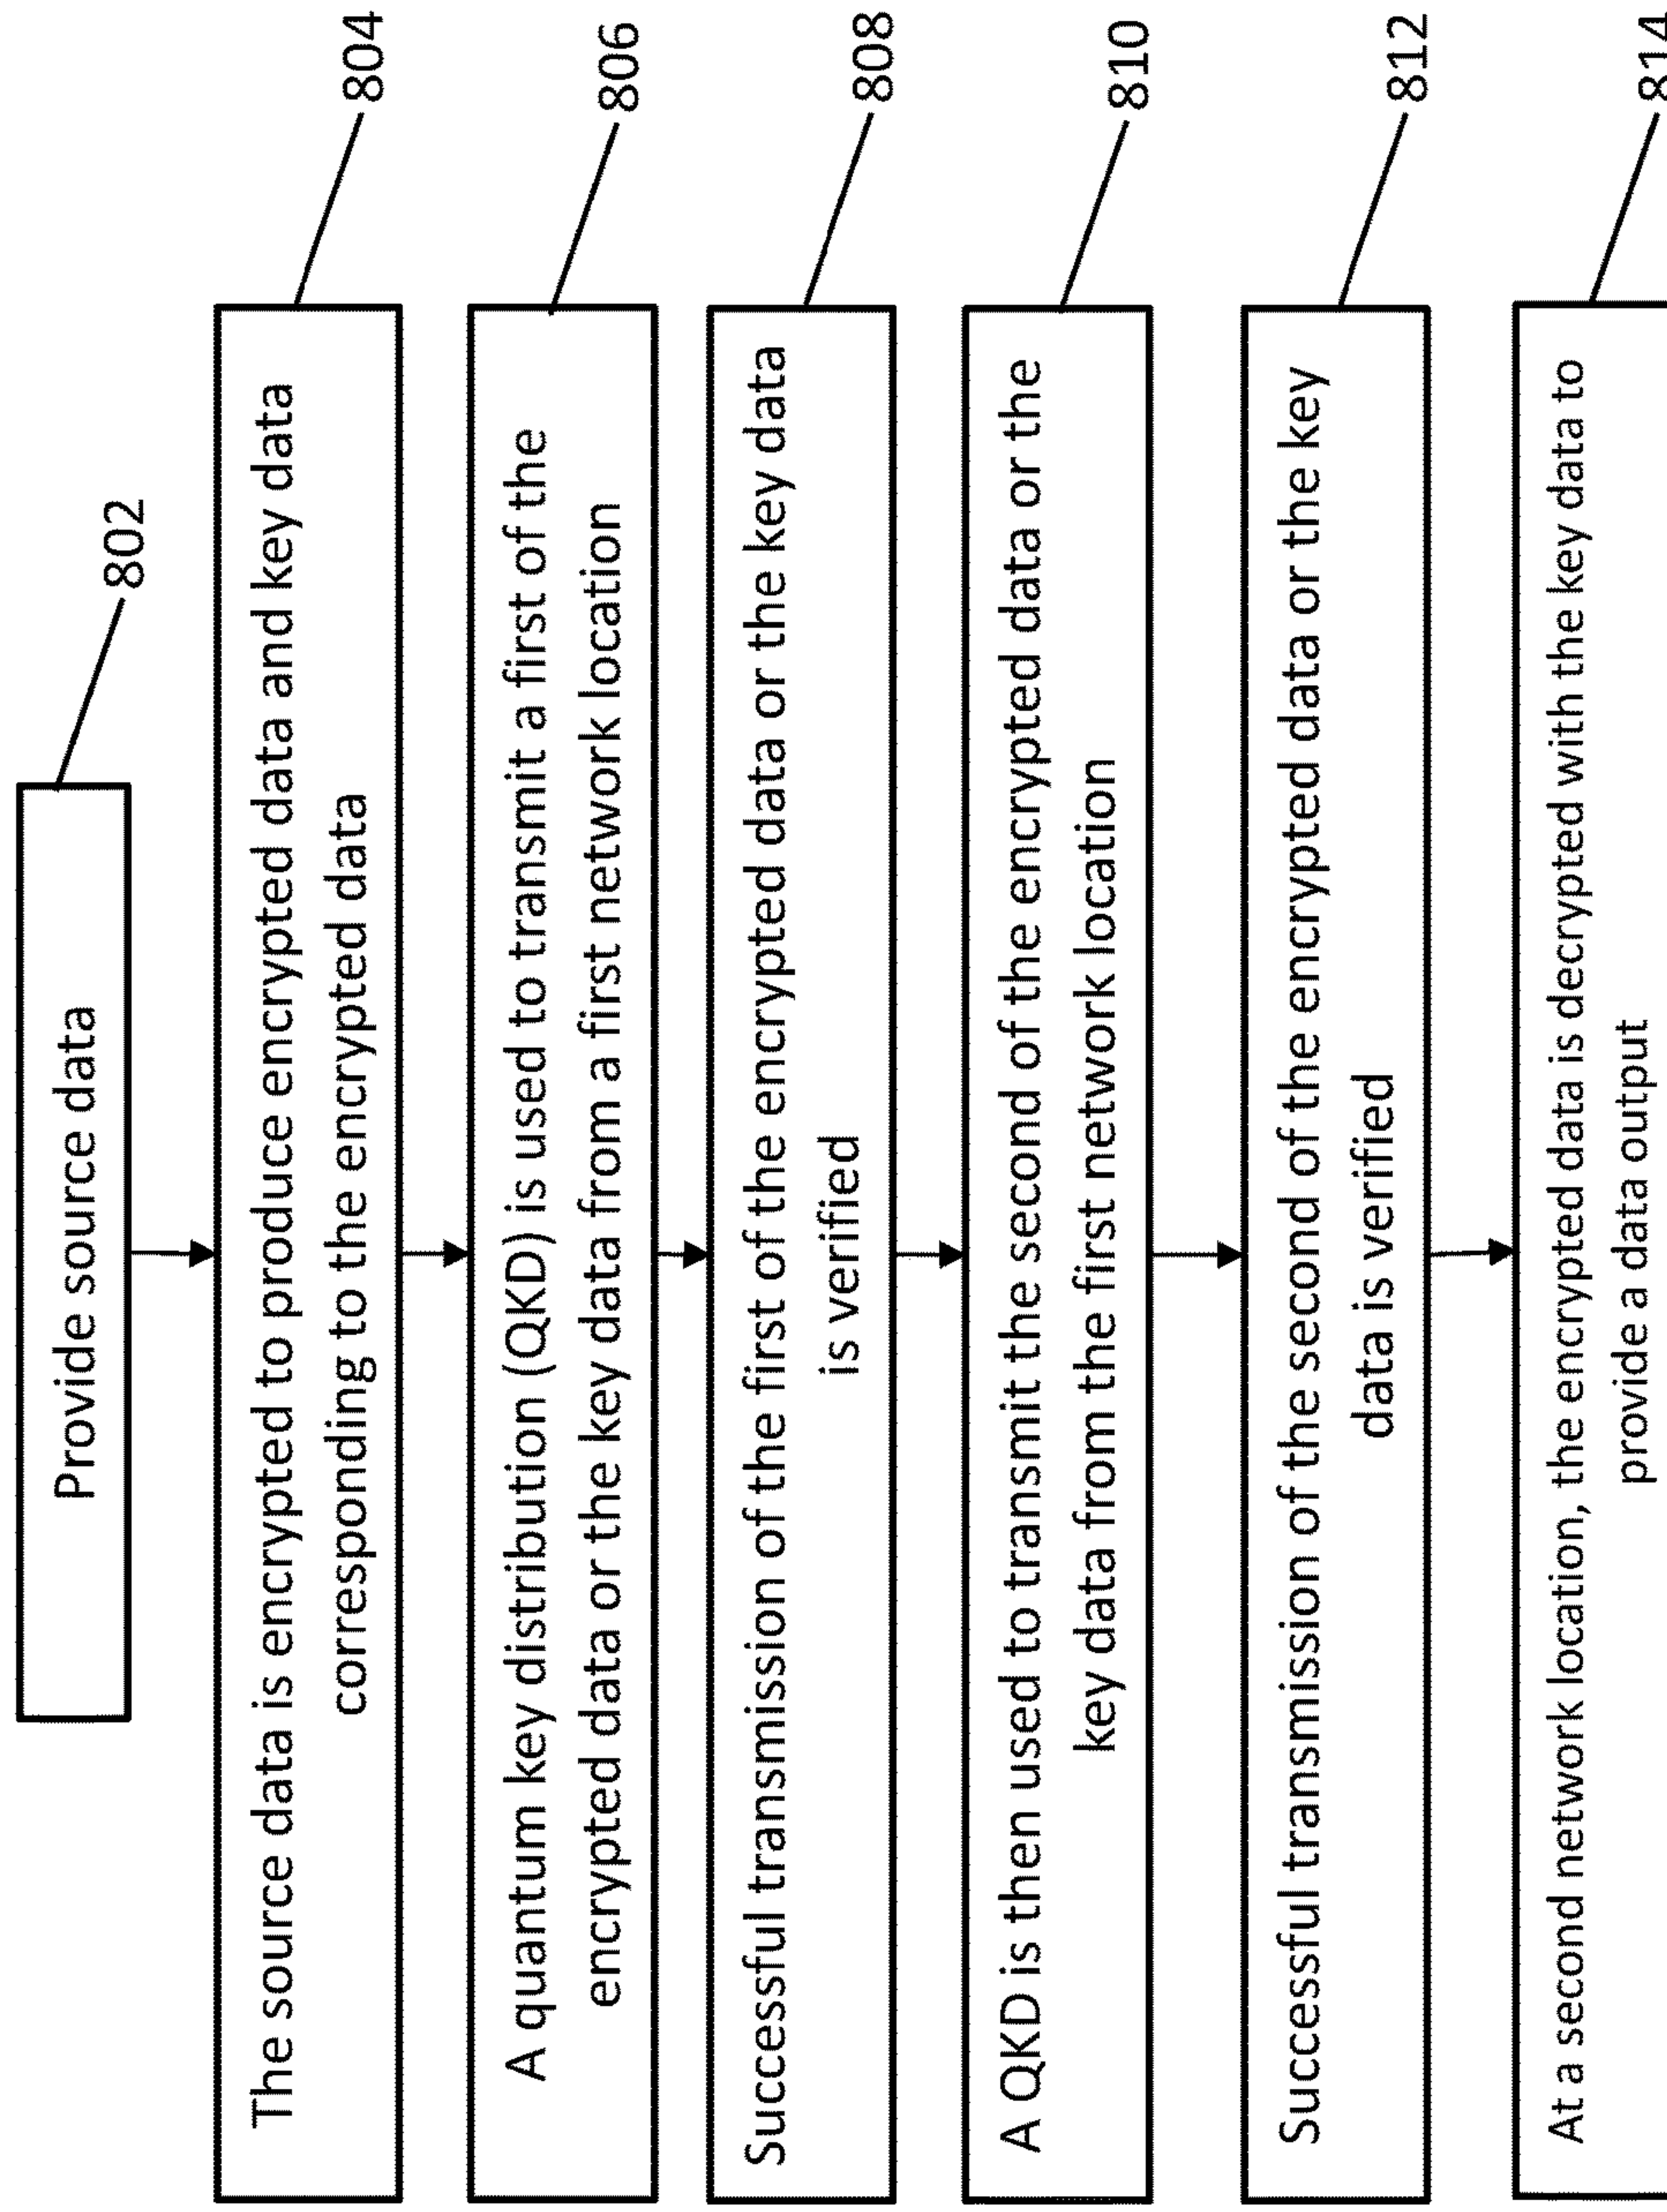 Provide source data
802
The source data is encrypted to produce encrypted data and key data
corresponding to the encrypted data
804
A quantum key distribution (QKD) is used to transmit a first of the
encrypted data or the key data from a first network location
806
Successful transmission of the first of the encrypted data or the key data
is verified
808
A QKD is then used to transmit the second of the encrypted data or the
key data from the first network location
810
Successful transmission of the second of the encrypted data or the key
data is verified
812
At a second network location, the encrypted data is decrypted with the key data to
provide a data output
814